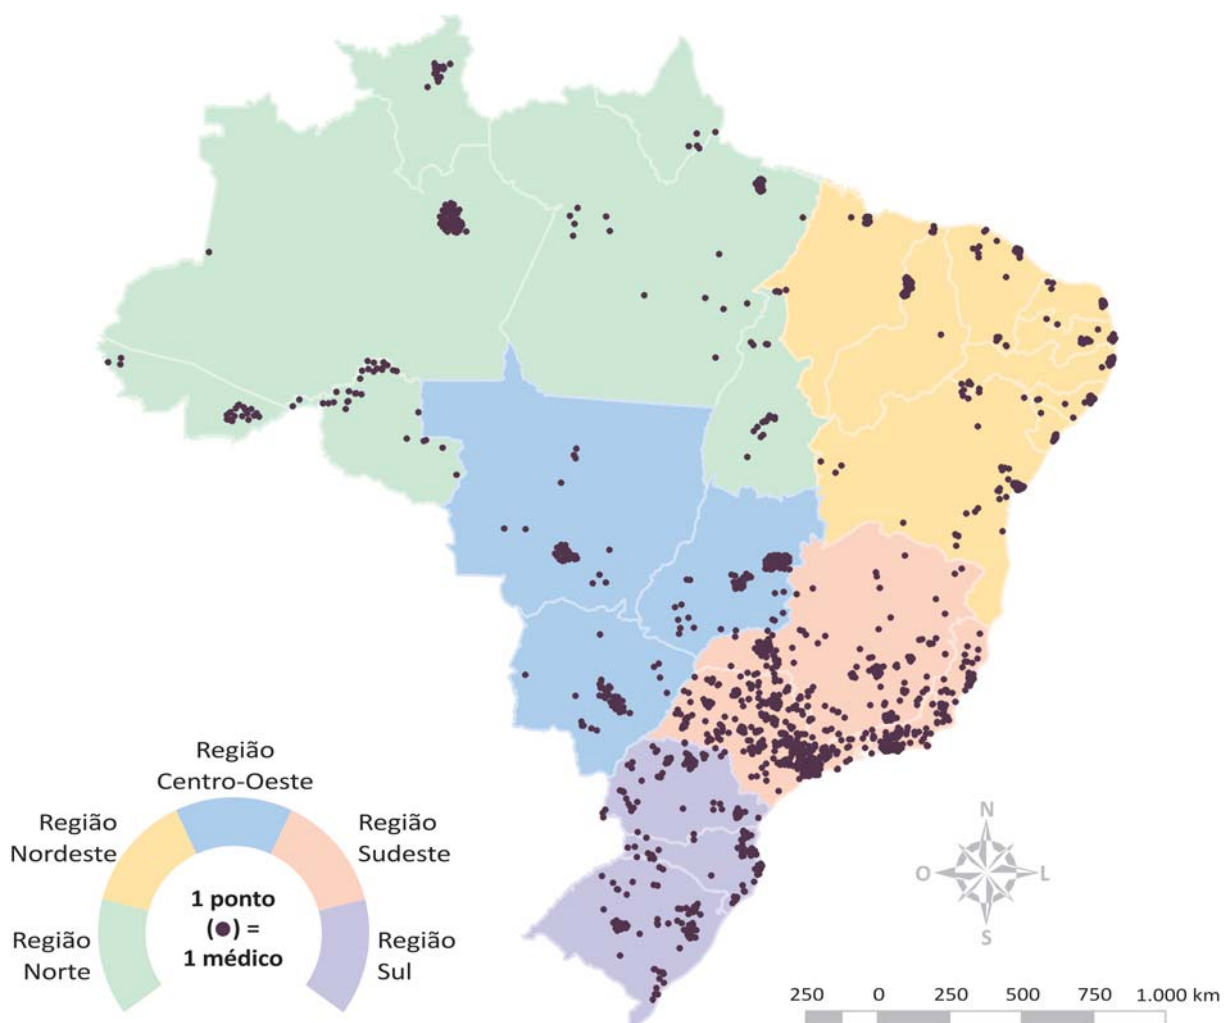 Região
Centro-Oeste
Região
Nordeste
Região
Sudeste
1 ponto
(●) =
1 médico
Região
Norte
Região
Sul
N
O
L
S
250 0 250 500 750 1.000 km